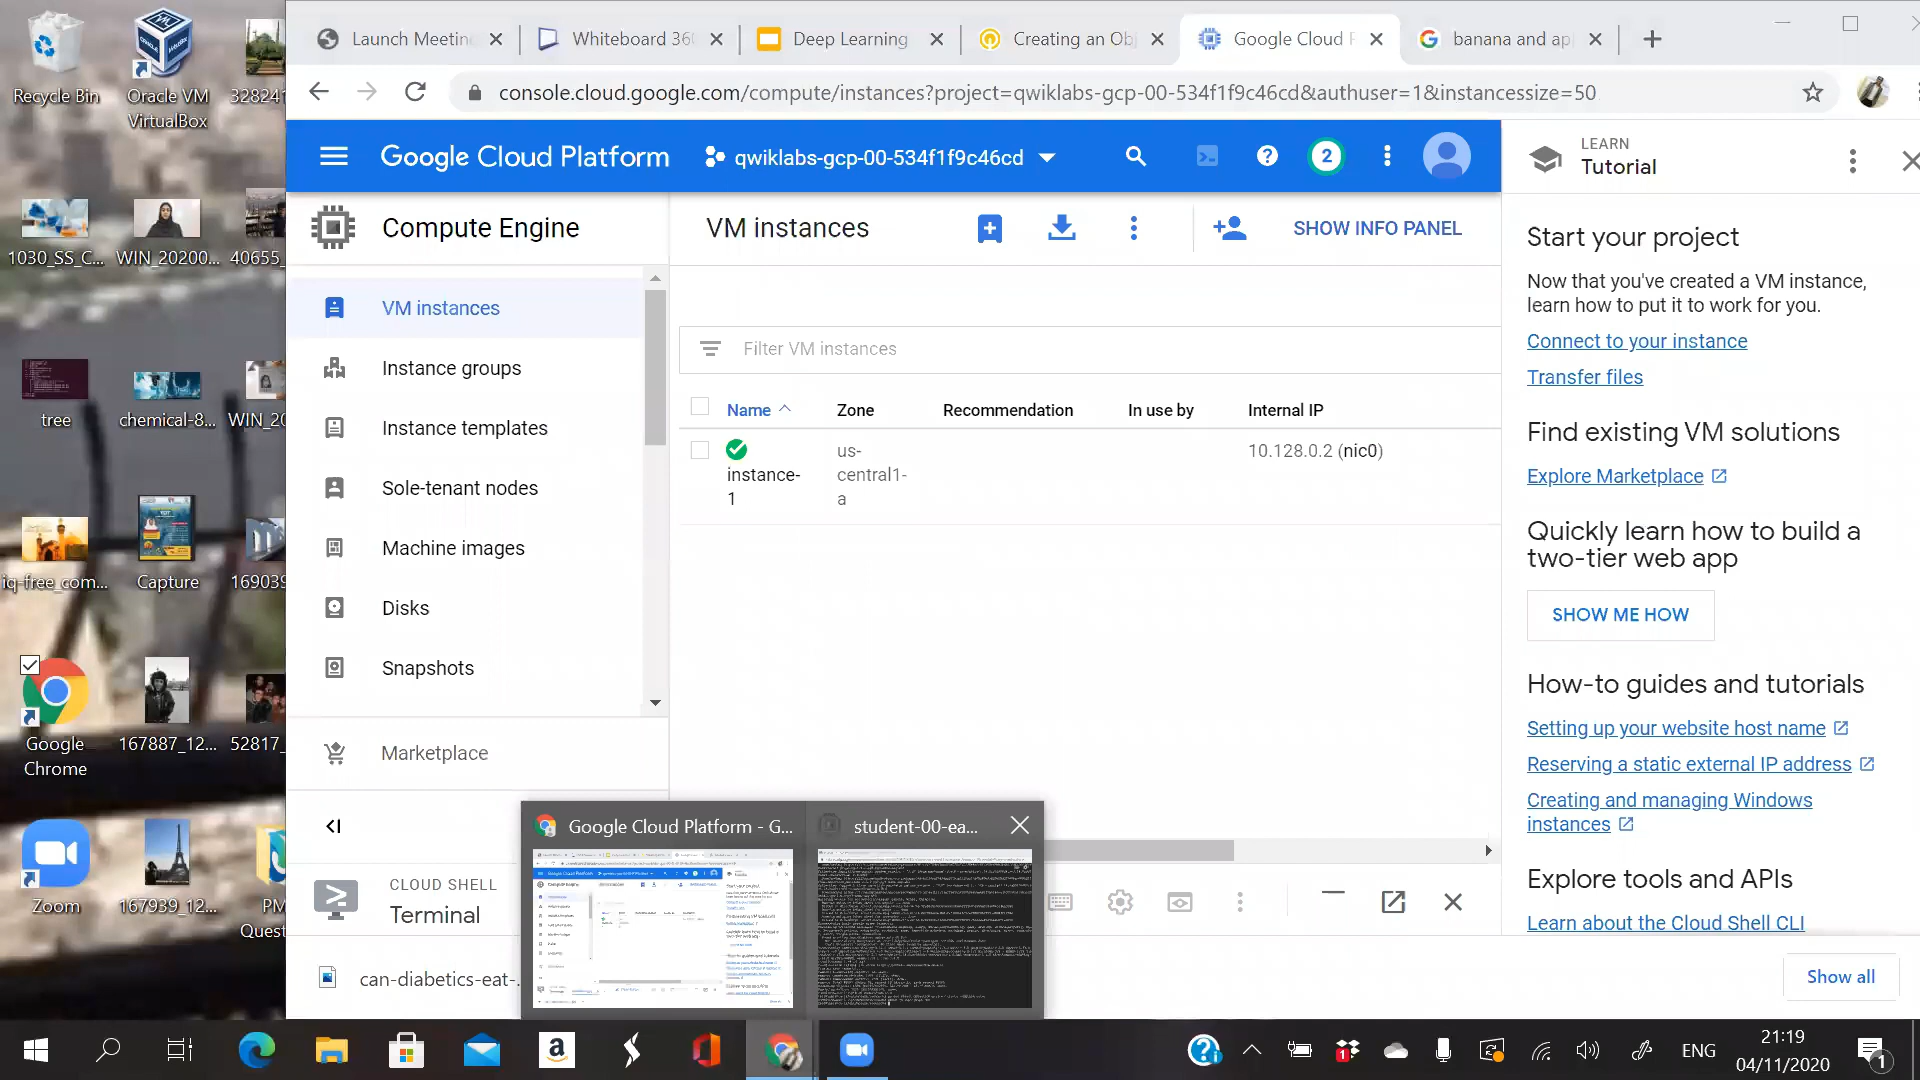 Recycle Bin
Oracle VM
VirtualBox
1030_SS_C...
WIN_20200...
tree
chemical-8...
iq-free_com...
Capture
Google
Chrome
167887_12...
Zoom
167939_12...
Launch Meetin
Whiteboard 360
Deep Learning
Creating an Obj
Google Cloud P
banana and app
console.cloud.google.com/compute/instances?project=qwiklabs-gcp-00-534f1f9c46cd&authuser=1&instancessize=50
Google Cloud Platform
qwiklabs-gcp-00-534f1f9c46cd
2
Compute Engine
VM instances
Instance groups
Instance templates
Sole-tenant nodes
Machine images
Disks
Snapshots
Marketplace
VM instances
SHOW INFO PANEL
Filter VM instances
Name Zone Recommendation In use by Internal IP
instance-
1
us-
central1-
a
10.128.0.2 (nic0)
LEARN
Tutorial
Start your project
Now that you've created a VM instance,
learn how to put it to work for you.
Connect to your instance
Transfer files
Find existing VM solutions
Explore Marketplace
Quickly learn how to build a
two-tier web app
SHOW ME HOW
How-to guides and tutorials
Setting up your website host name
Reserving a static external IP address
Creating and managing Windows
instances
Explore tools and APIs
Learn about the Cloud Shell CLI
CLOUD SHELL
Terminal
Google Cloud Platform - G...
student-00-ea...
can-diabetics-eat-.
Show all
ENG
21:19
04/11/2020
1